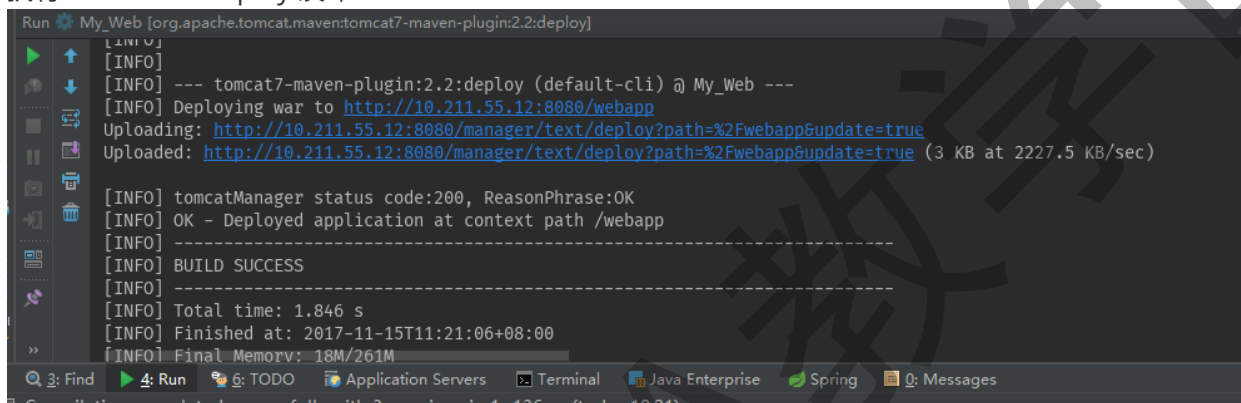 Run My_Web [org.apache.tomcat.maven:tomcat7-maven-plugin:2.2:deploy]
[INFO]
[INFO]
[INFO] --- tomcat7-maven-plugin:2.2:deploy (default-cli) @ My_Web ---
[INFO] Deploying war to http://10.211.55.12:8080/webapp
Uploading: http://10.211.55.12:8080/manager/text/deploy?path=%2Fwebapp&update=true
Uploaded: http://10.211.55.12:8080/manager/text/deploy?path=%2Fwebapp&update=true (3 KB at 2227.5 KB/sec)
[INFO] tomcatManager status code:200, ReasonPhrase:OK
[INFO] OK - Deployed application at context path /webapp
[INFO] ------------------------------------------------------------------------
[INFO] BUILD SUCCESS
[INFO] ------------------------------------------------------------------------
[INFO] Total time: 1.846 s
[INFO] Finished at: 2017-11-15T11:21:06+08:00
[INFO] Final Memory: 18M/261M
3: Find 4: Run 6: TODO Application Servers Terminal Java Enterprise Spring 0: Messages
教学